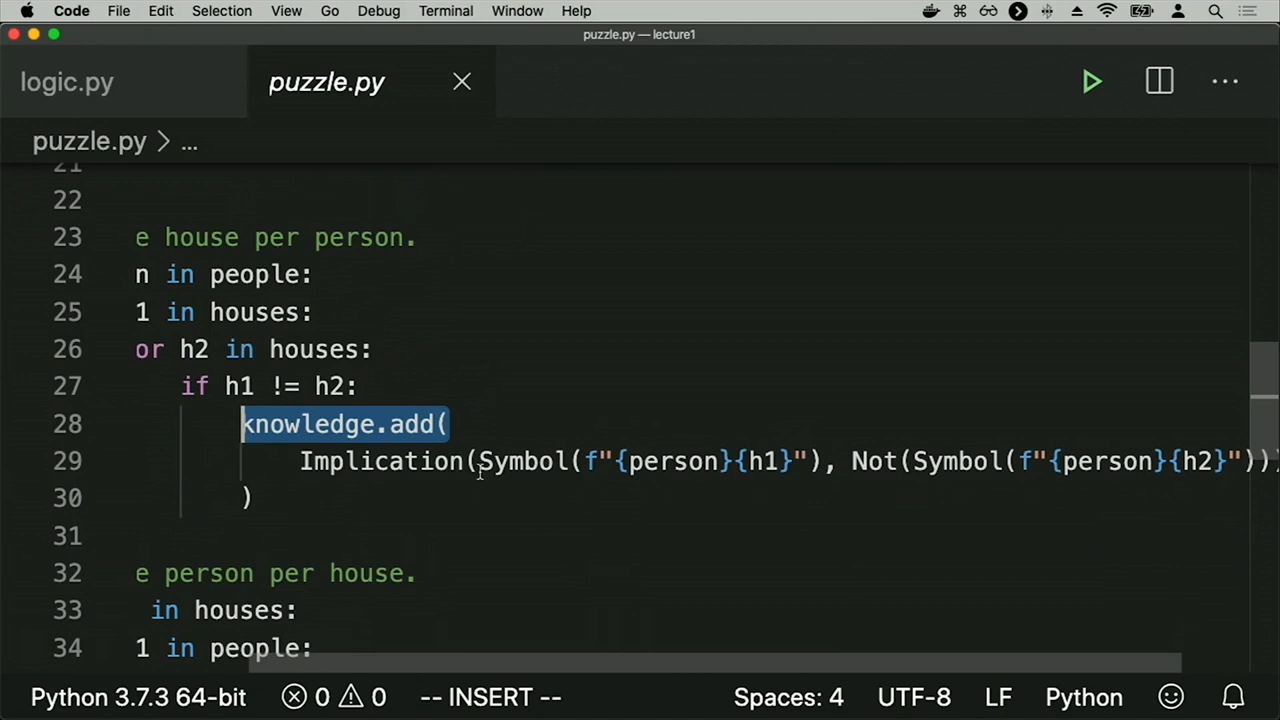 Code File Edit Selection View Go Debug Terminal Window Help
puzzle.py — lecture1
logic.py puzzle.py
puzzle.py > ...
21
22
23 e house per person.
24 n in people:
25 1 in houses:
26 or h2 in houses:
27 if h1 != h2:
28 knowledge.add(
29 Implication(Symbol(f"{person}{h1}"), Not(Symbol(f"{person}{h2}")))
30 )
31
32 e person per house.
33 in houses:
34 1 in people:
Python 3.7.3 64-bit 0 0 -- INSERT -- Spaces: 4 UTF-8 LF Python